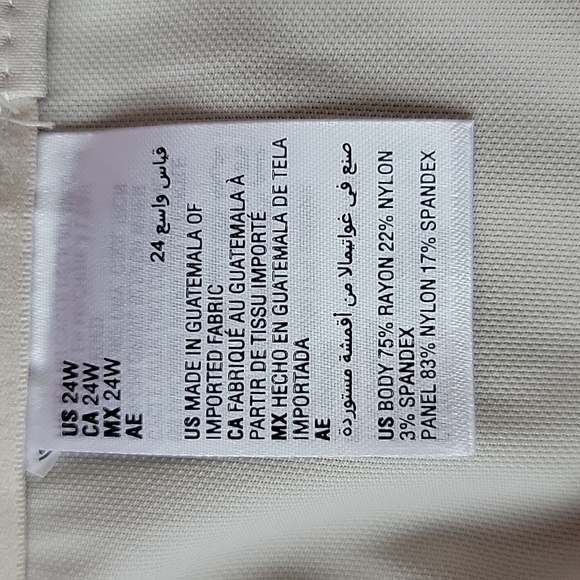 US 24W
CA 24W
MX 24W
AE
قياس واسع 24
US MADE IN GUATEMALA OF
IMPORTED FABRIC
CA FABRIQUÉ AU GUATEMALA À
PARTIR DE TISSU IMPORTÉ
MX HECHO EN GUATEMALA DE TELA
IMPORTADA
AE
صنع فى غواتيمالا من أقمشة مستوردة
US BODY 75% RAYON 22% NYLON
3% SPANDEX
PANEL 83% NYLON 17% SPANDEX